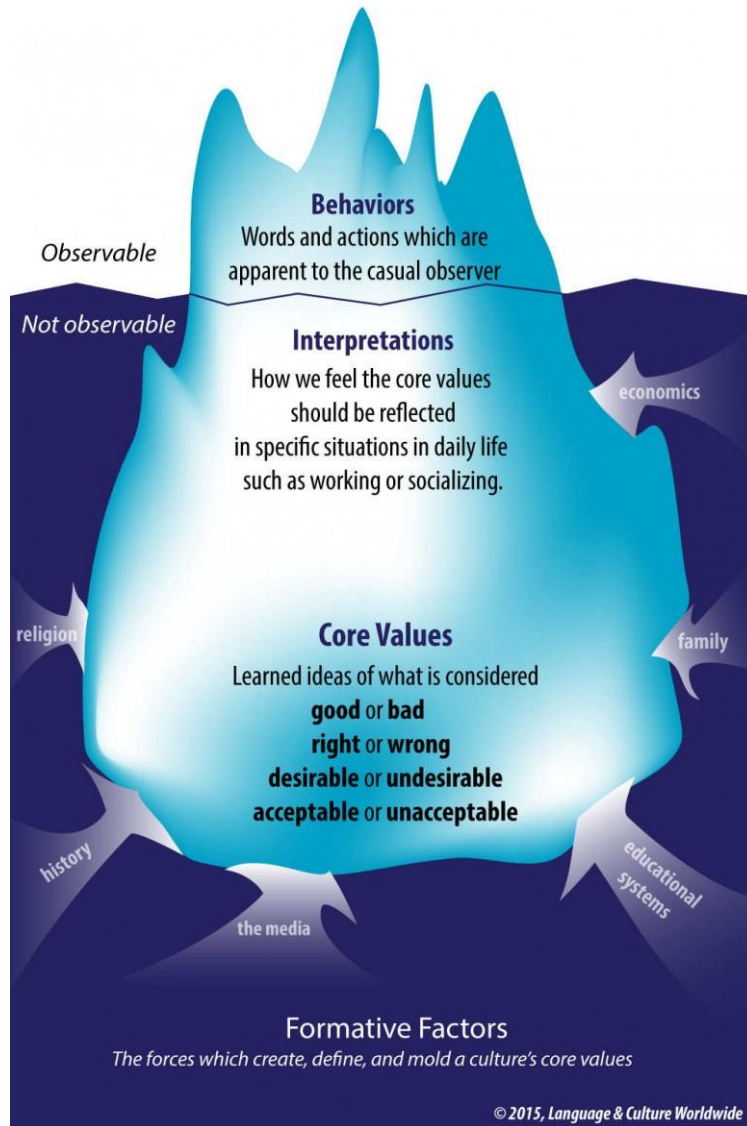 Behaviors
Words and actions which are
apparent to the casual observer
Observable
Not observable
Interpretations
How we feel the core values
should be reflected
in specific situations in daily life
such as working or socializing.
economics
religion
family
Core Values
Learned ideas of what is considered
good or bad
right or wrong
desirable or undesirable
acceptable or unacceptable
history
educational
systems
the media
Formative Factors
The forces which create, define, and mold a culture's core values
© 2015, Language & Culture Worldwide